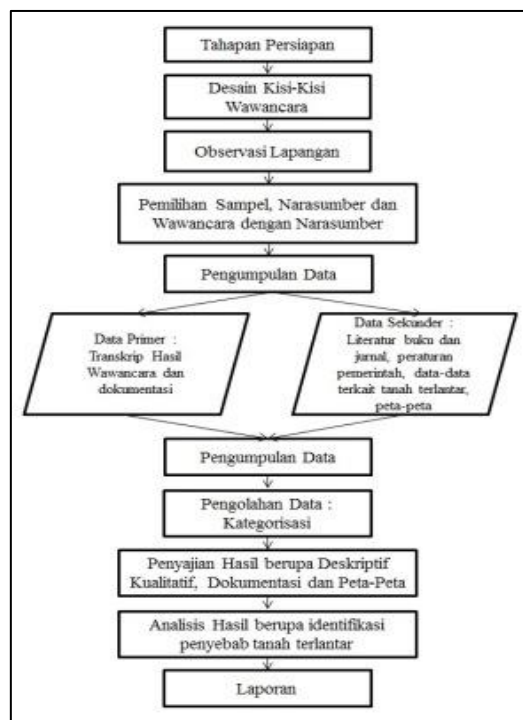 Tahapan Persiapan
Desain Kisi-Kisi
Wawancara
Observasi Lapangan
Pemilihan Sampel, Narasumber dan
Wawancara dengan Narasumber
Pengumpulan Data
Data Primer :
Transkrip Hasil
Wawancara dan
dokumentasi
Data Sekunder :
Literatur buku dan
jurnal, peraturan
pemerintah, data-data
terkait tanah terlantar,
peta-peta
Pengumpulan Data
Pengolahan Data :
Kategorisasi
Penyajian Hasil berupa Deskriptif
Kualitatif, Dokumentasi dan Peta-Peta
Analisis Hasil berupa identifikasi
penyebab tanah terlantar
Laporan